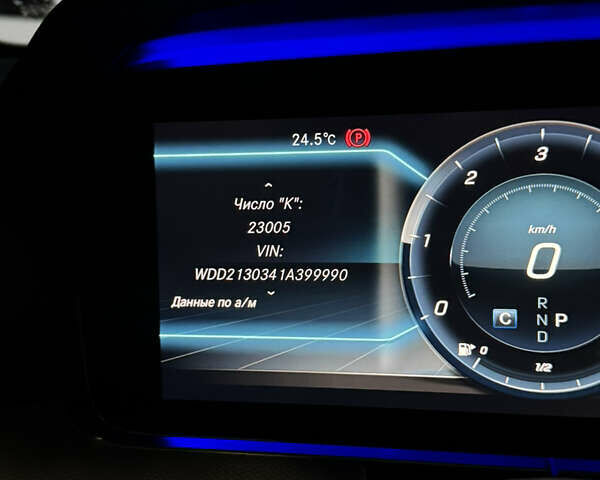 24.5°C
Число "К":
23005
VIN:
WDD2130341A399990
Данные по а/м
3
2
1
0
km/h
0
C
R
N P
D
0
1/2